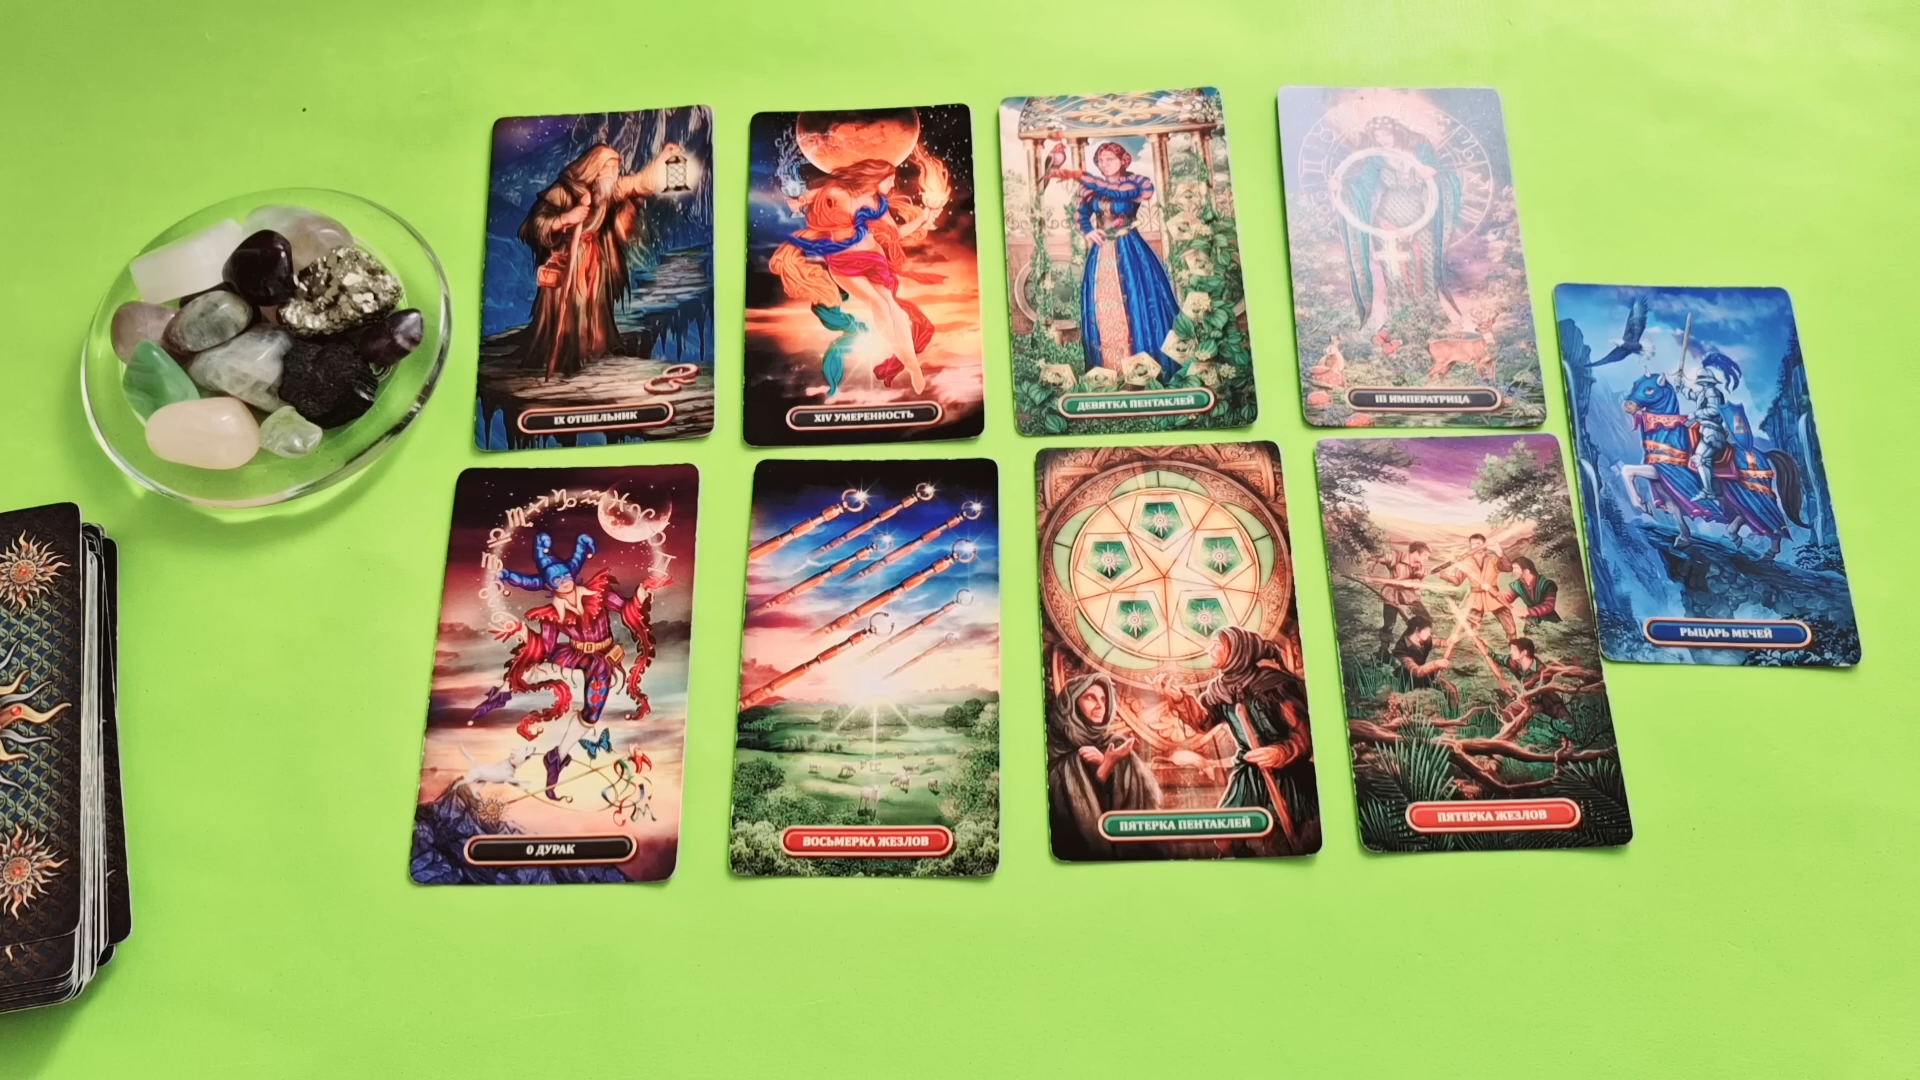 IX ОТШЕЛЬНИК
XIV УМЕРЕННОСТЬ
ДЕВЯТКА ПЕНТАКЛЕЙ
III ИМПЕРАТРИЦА
РЫЦАРЬ МЕЧЕЙ
0 ДУРАК
ВОСЬМЕРКА ЖЕЗЛОВ
ПЯТЕРКА ПЕНТАКЛЕЙ
ПЯТЕРКА ЖЕЗЛОВ